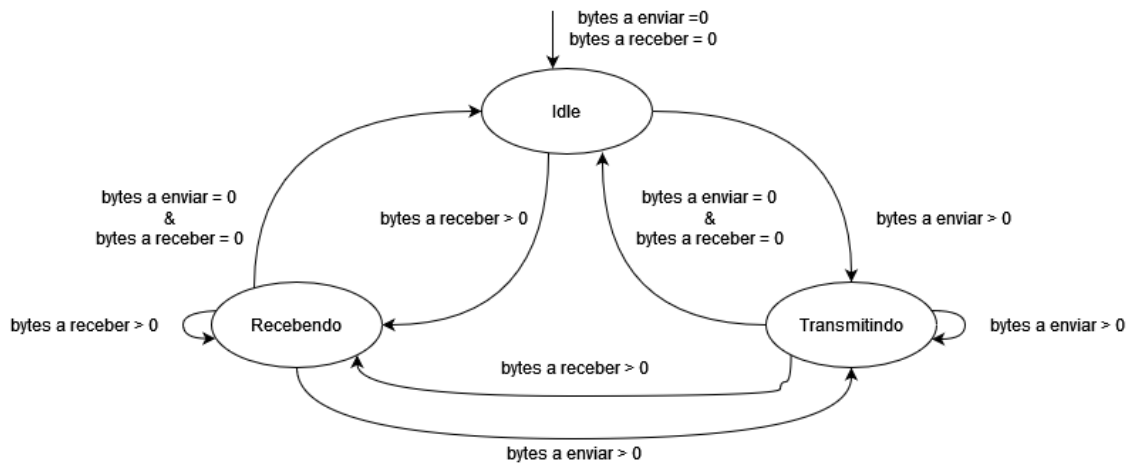 bytes a enviar =0
bytes a receber = 0
Idle
bytes a enviar = 0
&
bytes a receber = 0
bytes a receber > 0
bytes a enviar = 0
&
bytes a receber = 0
bytes a enviar > 0
bytes a receber > 0
Recebendo
Transmitindo
bytes a enviar > 0
bytes a receber > 0
bytes a enviar > 0